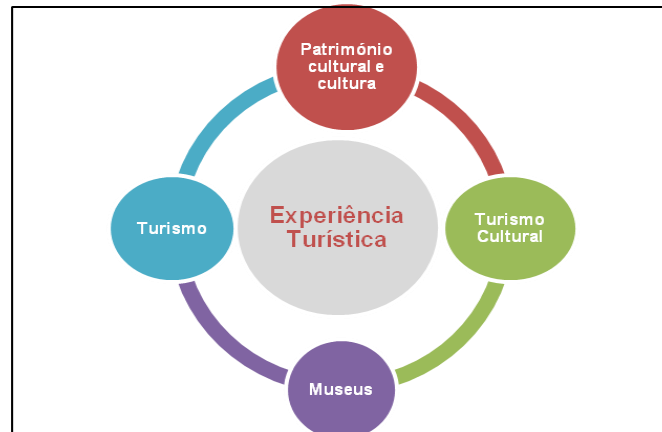 Património
cultural e
cultura
Experiência
Turística
Turismo
Turismo
Cultural
Museus